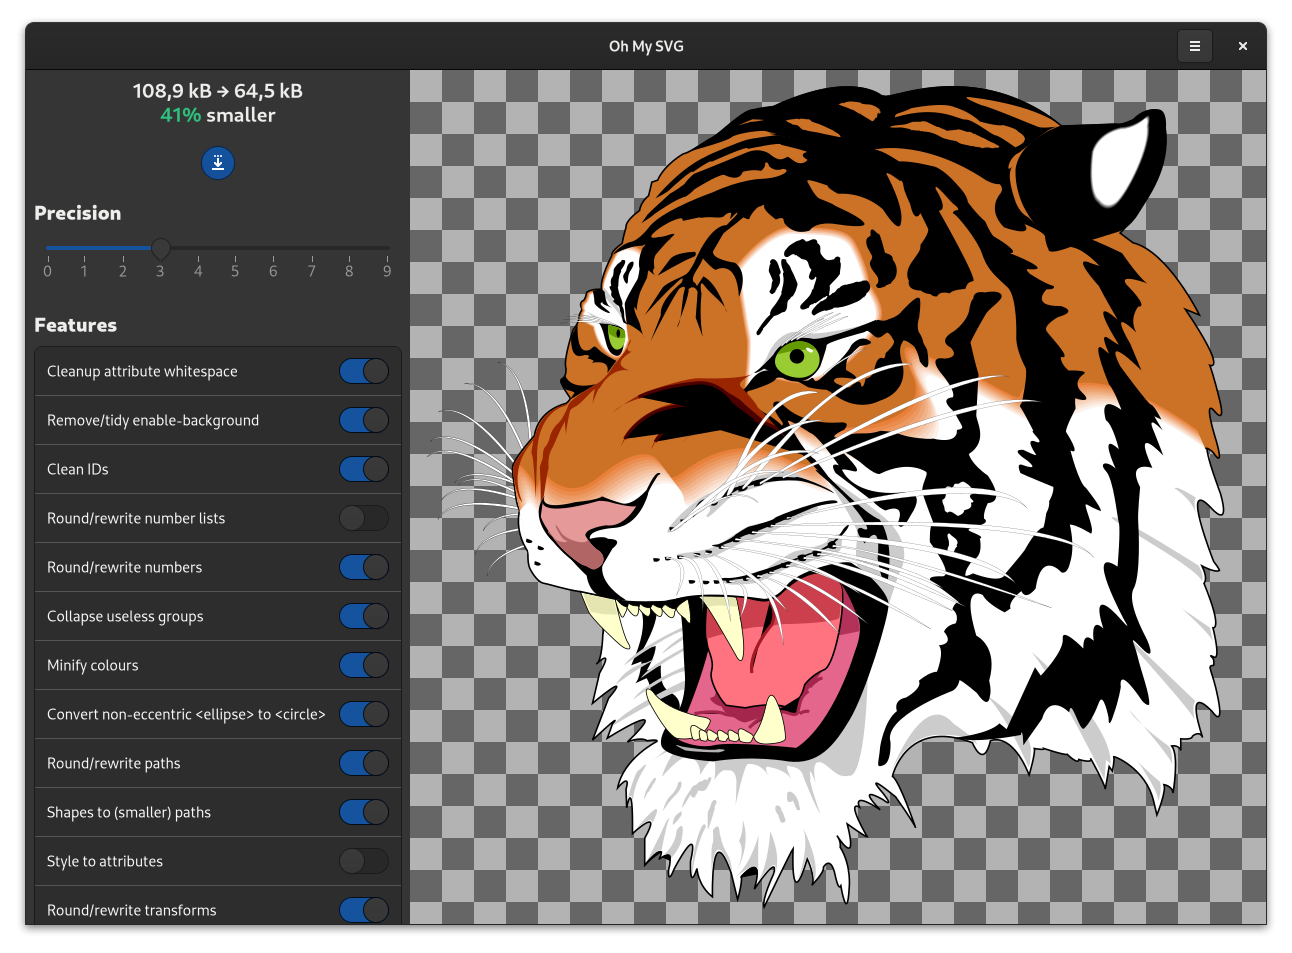 Oh My SVG
108,9 kB → 64,5 kB
41% smaller
Precision
0 1 2 3 4 5 6 7 8 9
Features
Cleanup attribute whitespace
Remove/tidy enable-background
Clean IDs
Round/rewrite number lists
Round/rewrite numbers
Collapse useless groups
Minify colours
Convert non-eccentric <ellipse> to <circle>
Round/rewrite paths
Shapes to (smaller) paths
Style to attributes
Round/rewrite transforms